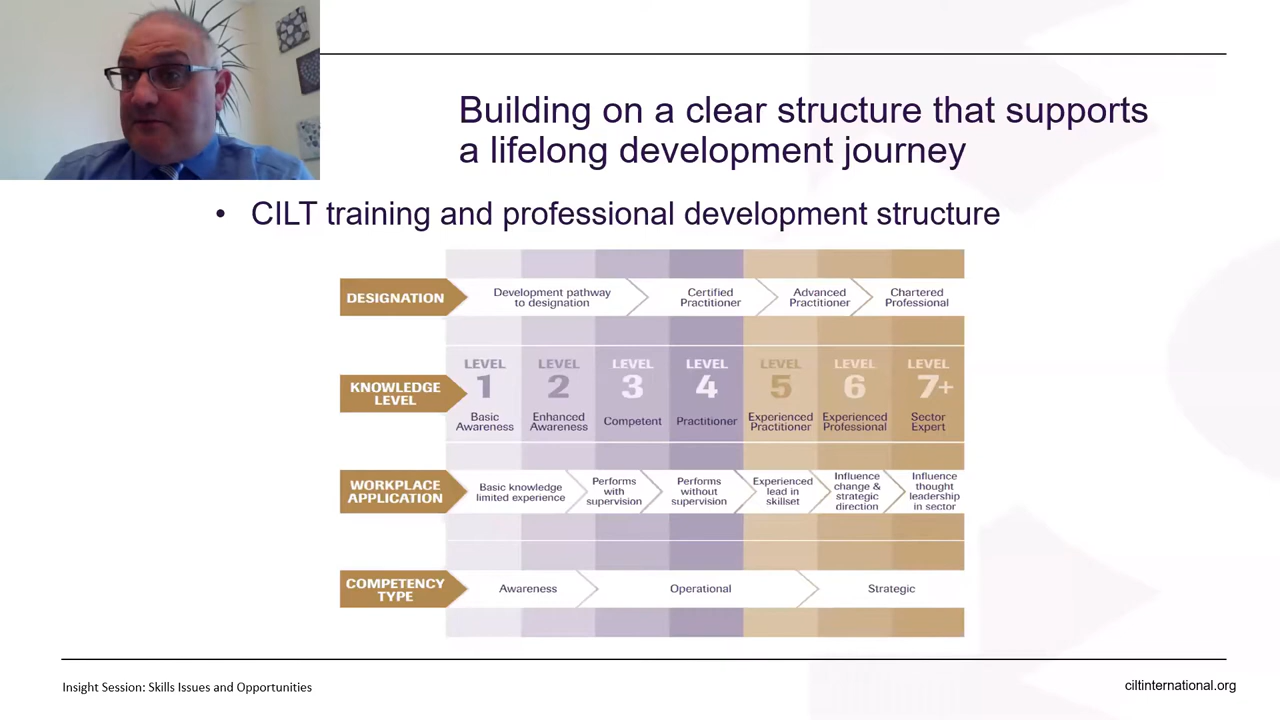 Building on a clear structure that supports
a lifelong development journey
• CILT training and professional development structure
DESIGNATION
Development pathway
to designation
Certified
Practitioner
Advanced
Practitioner
Chartered
Professional
KNOWLEDGE
LEVEL
LEVEL
1
Basic
Awareness
LEVEL
2
Enhanced
Awareness
LEVEL
3
Competent
LEVEL
4
Practitioner
LEVEL
5
Experienced
Practitioner
LEVEL
6
Experienced
Professional
LEVEL
7+
Sector
Expert
WORKPLACE
APPLICATION
Basic knowledge
limited experience
Performs
with
supervision
Performs
without
supervision
Experienced
lead in
skillset
Influence
change &
strategic
direction
Influence
thought
leadership
in sector
COMPETENCY
TYPE
Awareness
Operational
Strategic
Insight Session: Skills Issues and Opportunities
ciltinternational.org